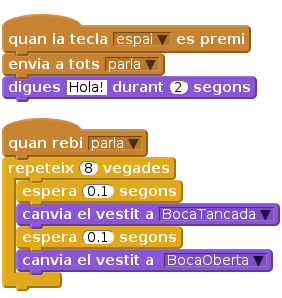 quan la tecla espai ▼ es premi
envia a tots parla ▼
digues Hola! durant 2 segons
quan rebi parla ▼
repeteix 8 vegades
espera 0.1 segons
canvia el vestit a BocaTancada ▼
espera 0.1 segons
canvia el vestit a BocaOberta ▼